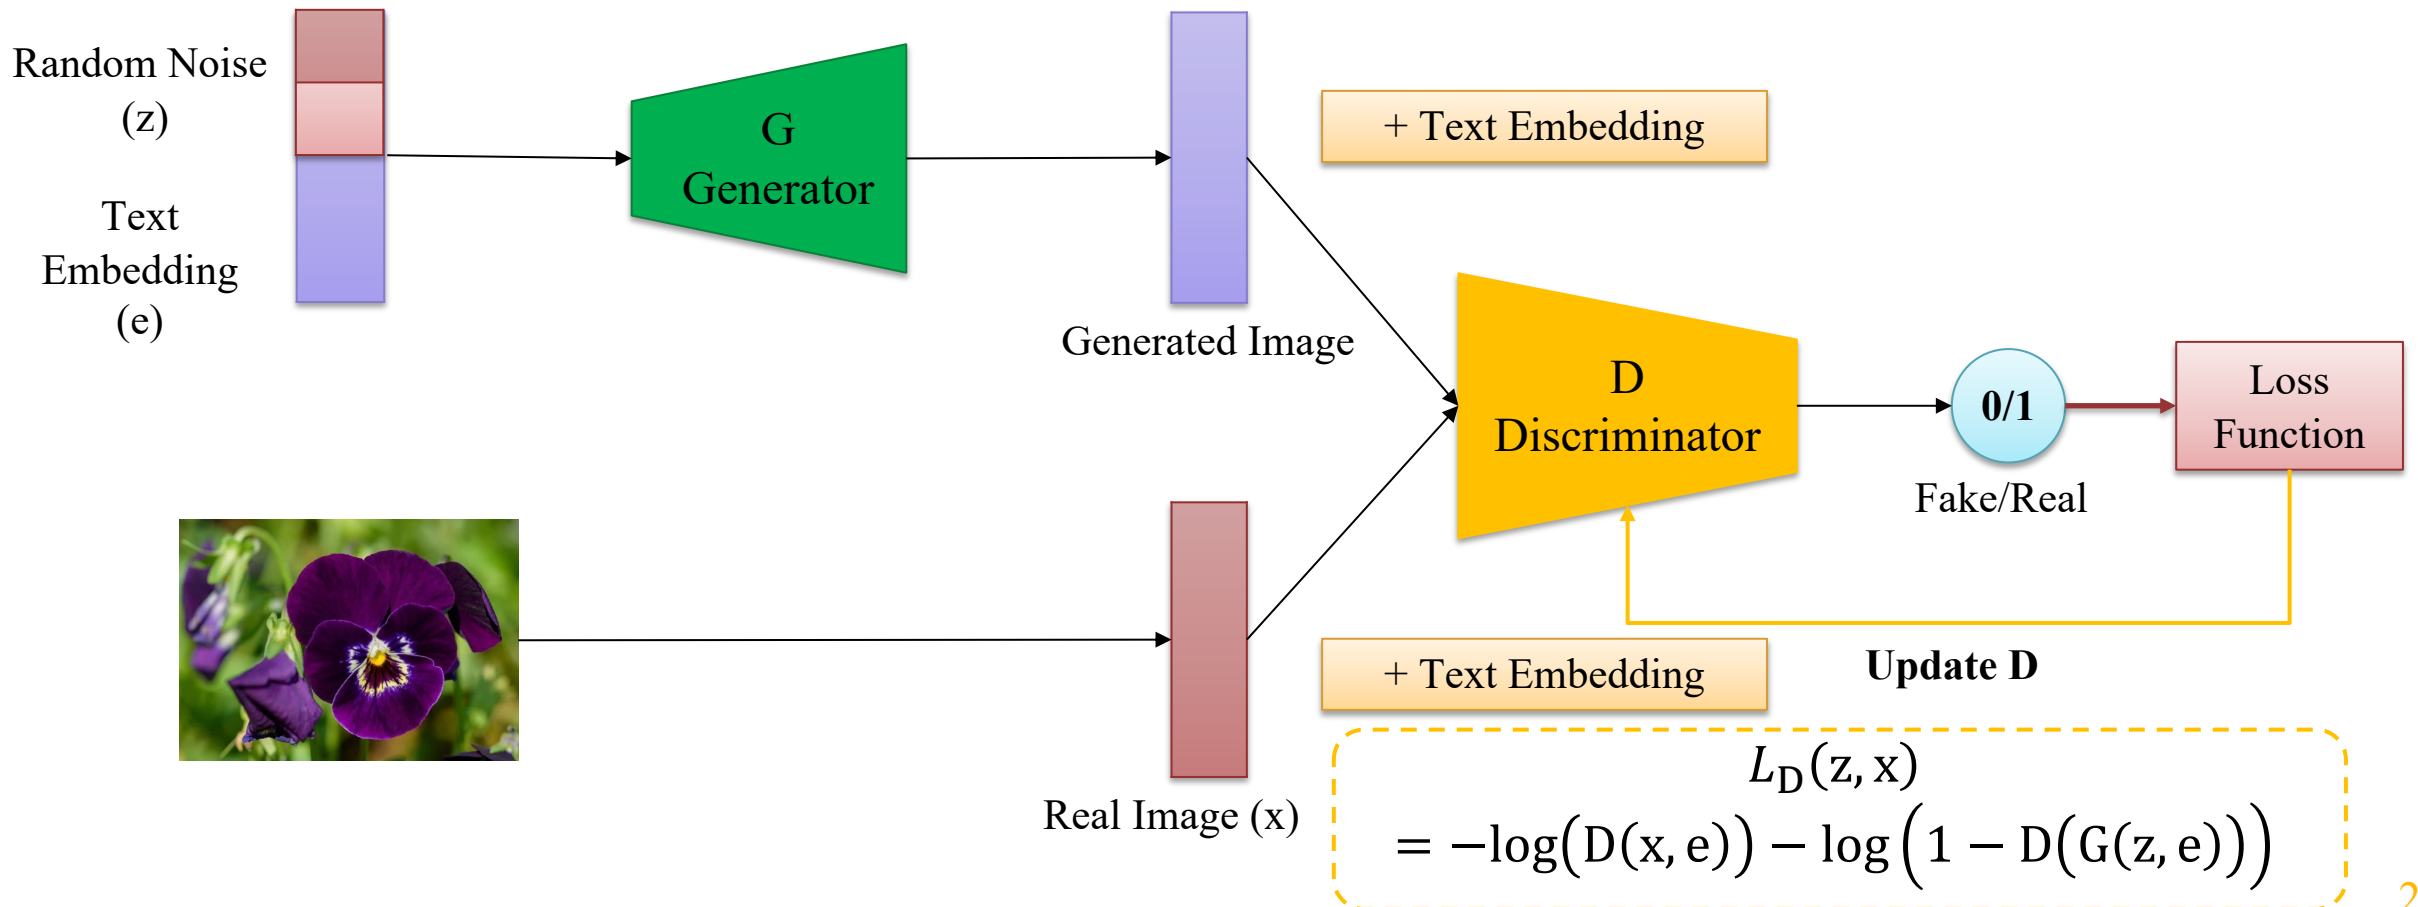 Random Noise
(z)
Text
Embedding
(e)
G
Generator
Generated Image
+ Text Embedding
D
Discriminator
0/1
Fake/Real
Loss
Function
Update D
Real Image (x)
+ Text Embedding
L_D(z, x)
= −log(D(x, e)) − log(1 − D(G(z, e)))